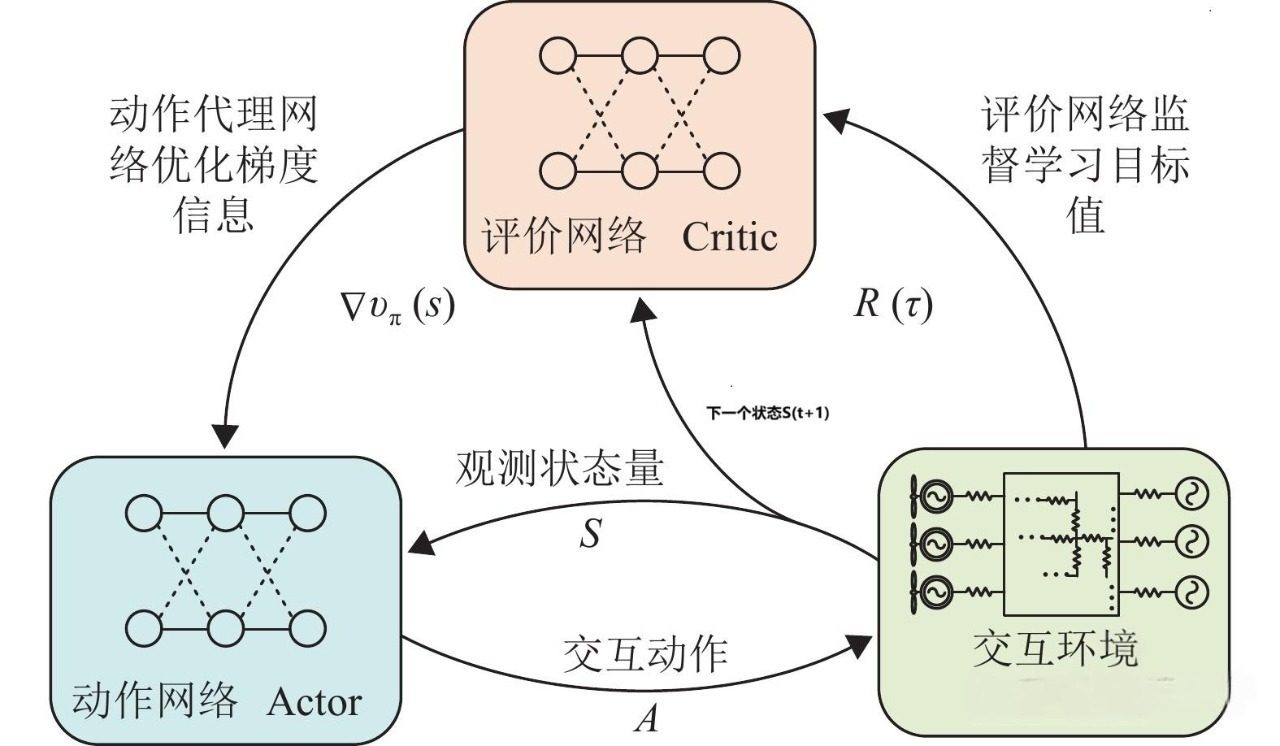 动作代理网
络优化梯度
信息
评价网络 Critic
评价网络监
督学习目标
值
∇υπ (s)
R (τ)
下一个状态S(t+1)
观测状态量
S
交互动作
A
动作网络 Actor
交互环境